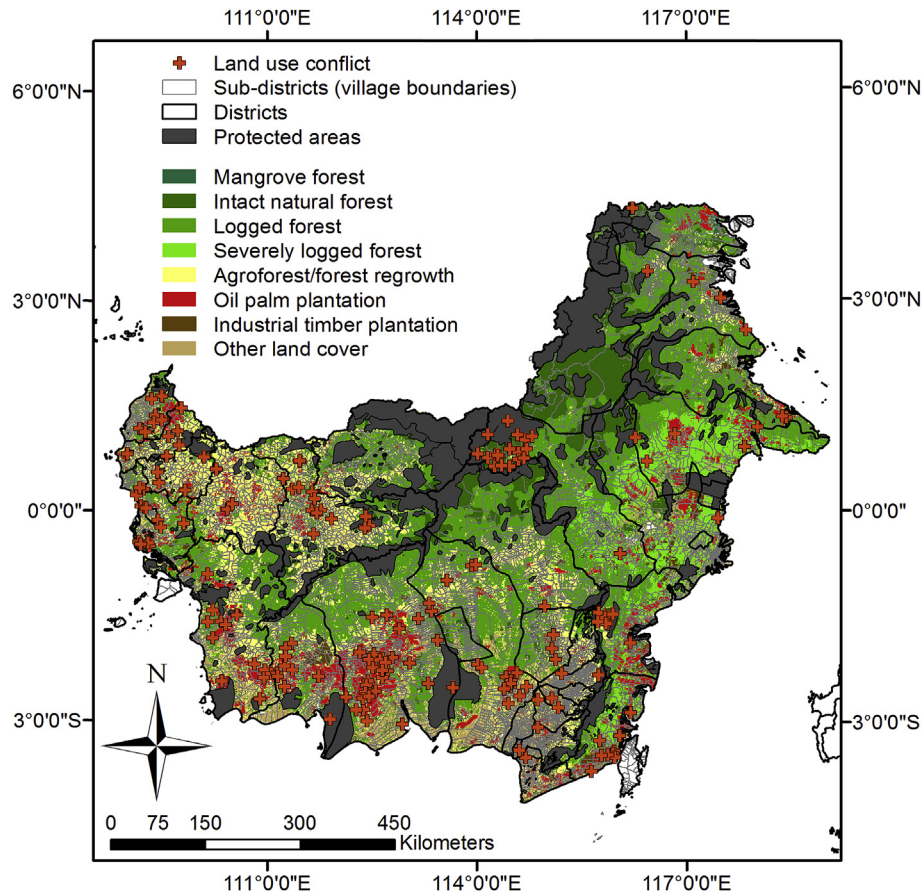 111°0'0"E 114°0'0"E 117°0'0"E
Land use conflict
6°0'0"N 6°0'0"N
Sub-districts (village boundaries)
Districts
Protected areas
Mangrove forest
Intact natural forest
Logged forest
Severely logged forest
Agroforest/forest regrowth
3°0'0"N 3°0'0"N
Oil palm plantation
Industrial timber plantation
Other land cover
0°0'0" 0°0'0"
N
3°0'0"S 3°0'0"S
0 75 150 300 450
Kilometers
111°0'0"E 114°0'0"E 117°0'0"E